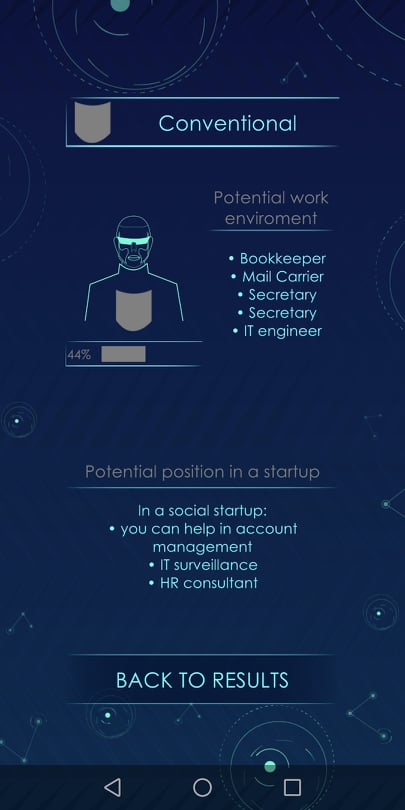 Conventional
Potential work
enviroment
• Bookkeeper
• Mail Carrier
• Secretary
• Secretary
• IT engineer
44%
Potential position in a startup
In a social startup:
• you can help in account
management
• IT surveillance
• HR consultant
BACK TO RESULTS